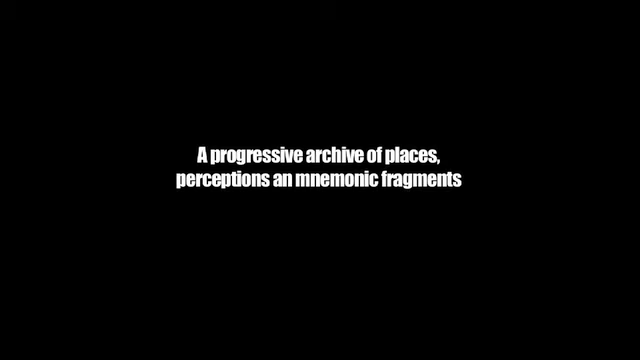 A progressive archive of places,
perceptions an mnemonic fragments